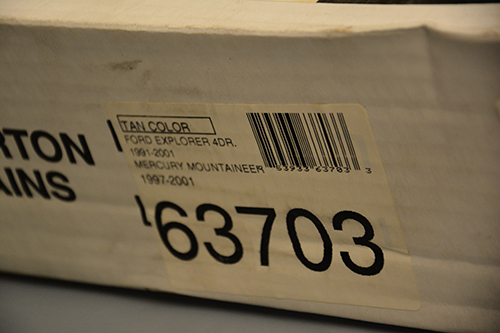 RTON
AINS
TAN COLOR
FORD EXPLORER 4DR.
1991-2001
MERCURY MOUNTAINEER
1997-2001
63703